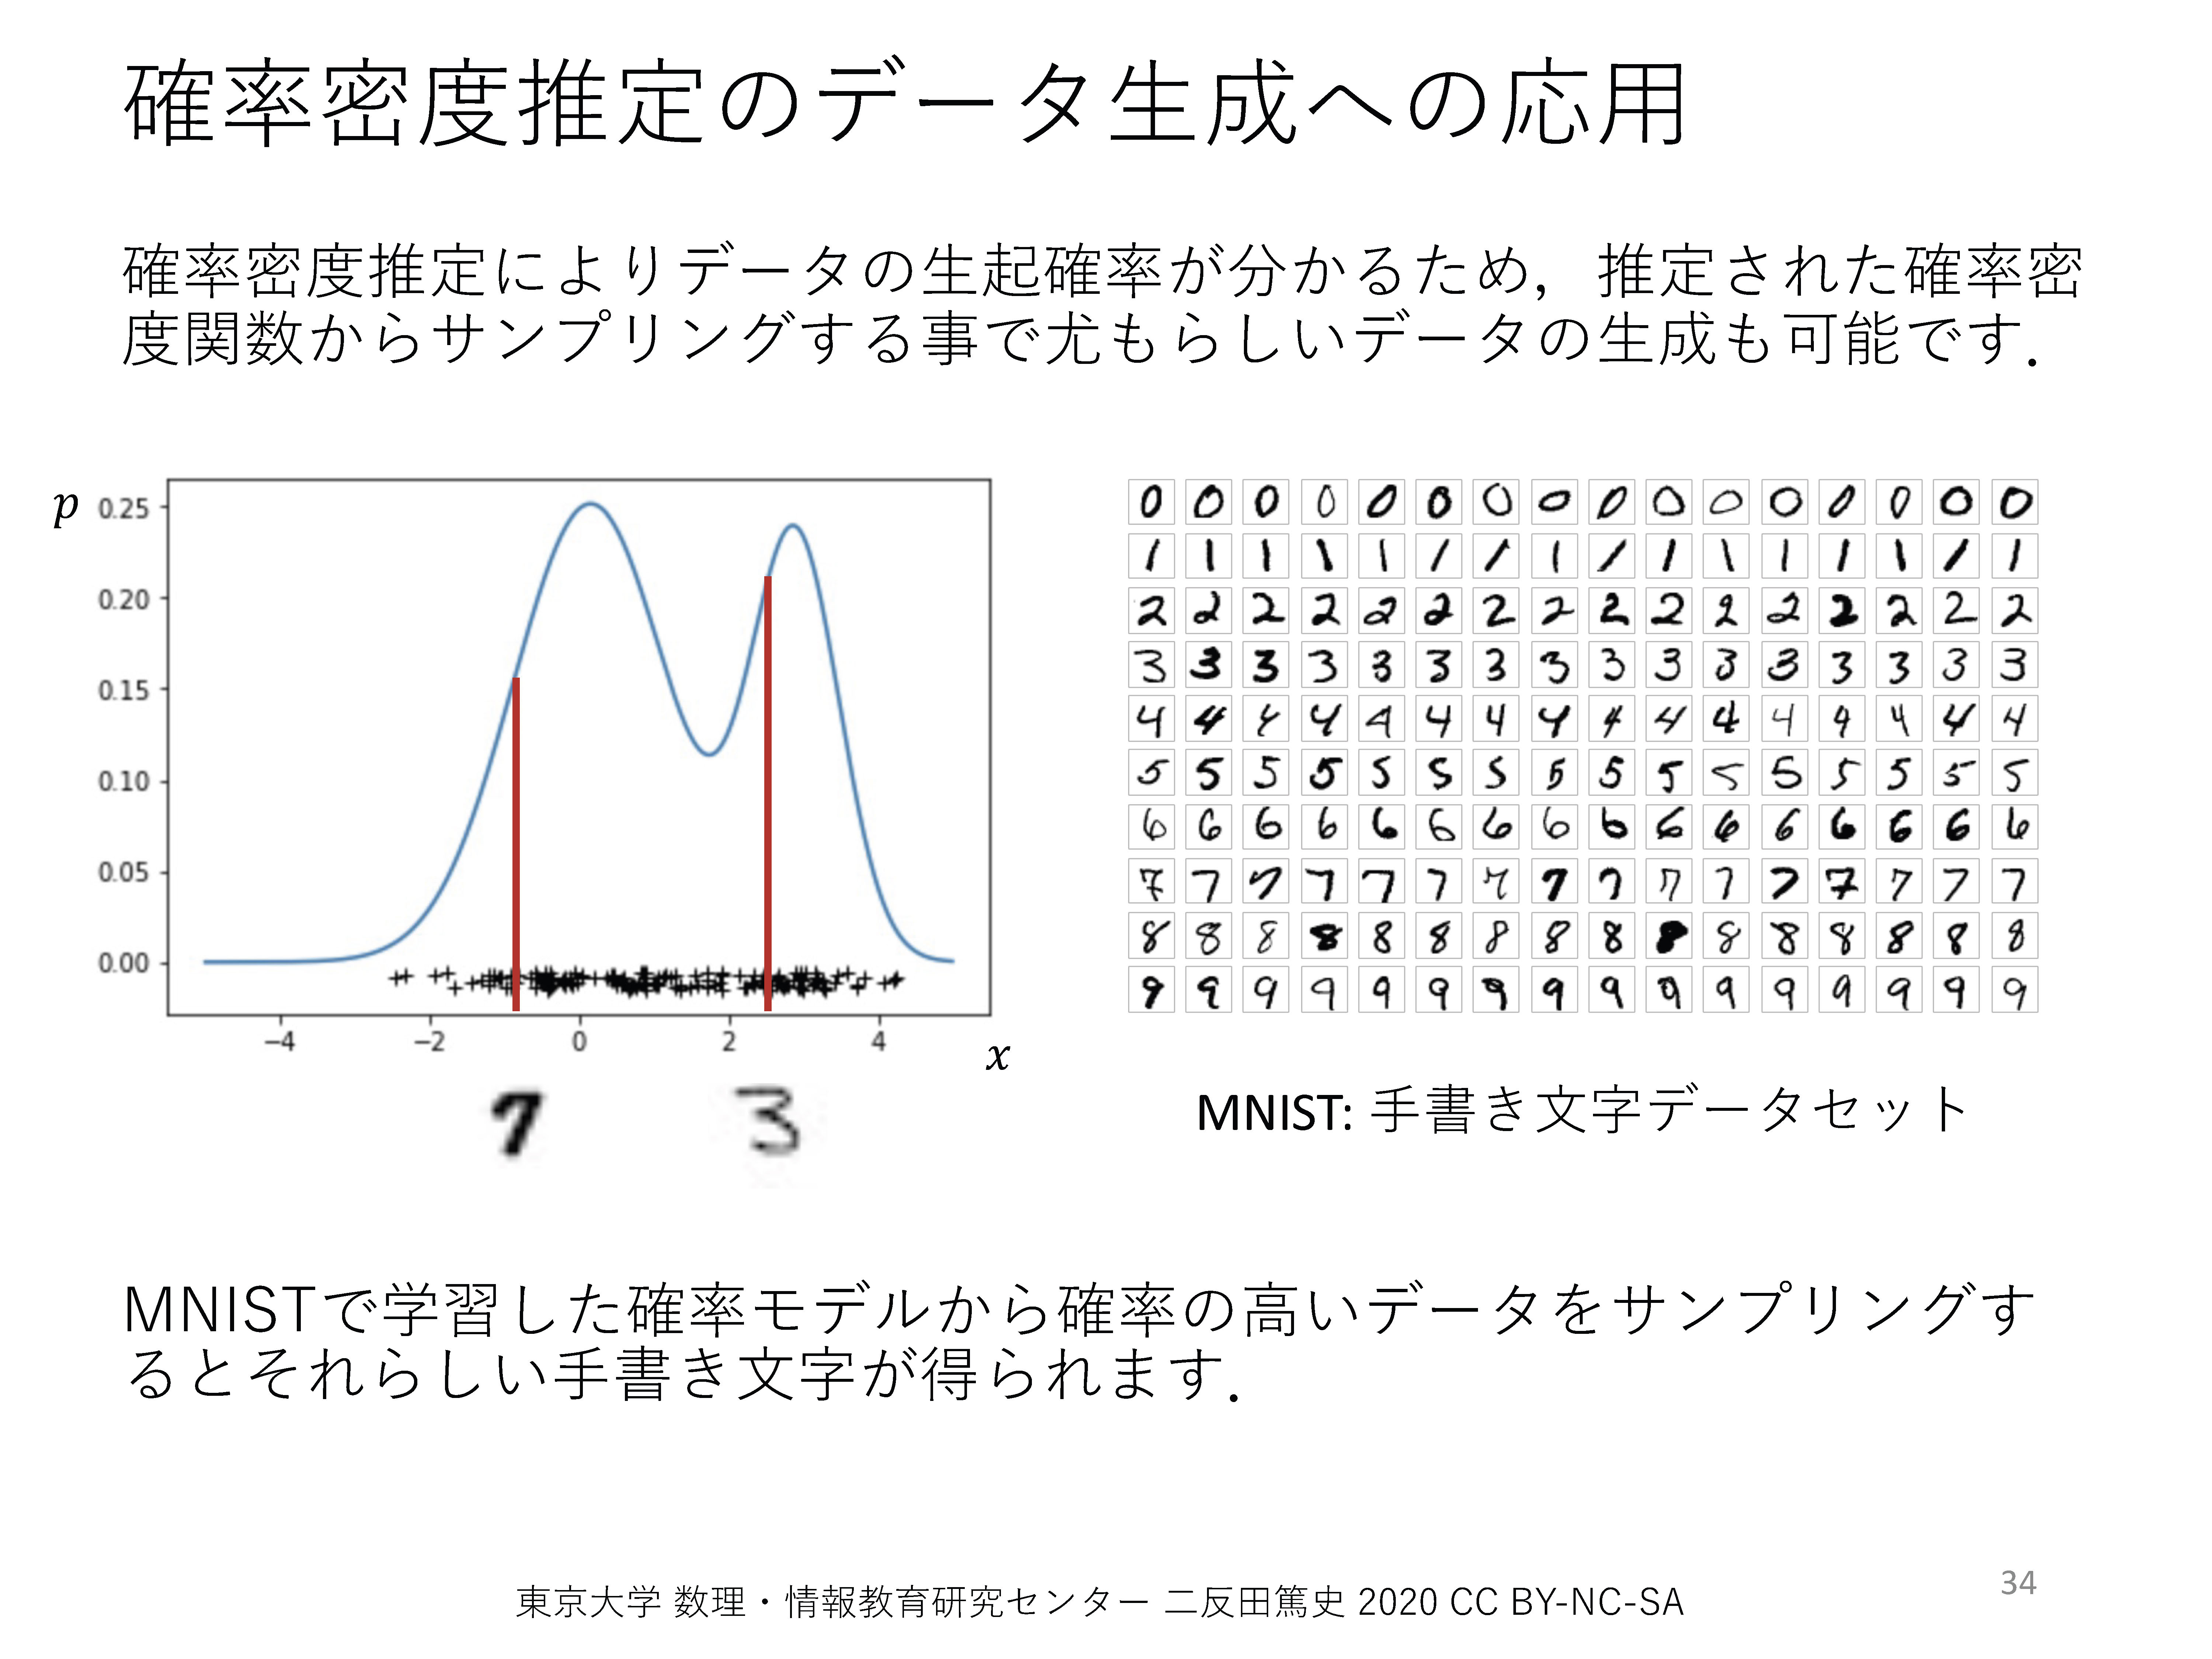 確率密度推定のデータ生成への応用
確率密度推定によりデータの生起確率が分かるため，推定された確率密
度関数からサンプリングする事で尤もらしいデータの生成も可能です．
p
0.25
0.20
0.15
0.10
0.05
0.00
−4 −2 0 2 4
x
7 3
0 0 0 0 0 0 0 0 0 0 0 0 0 0 0 0
1 1 1 1 1 1 1 1 1 1 1 1 1 1 1 1
2 2 2 2 2 2 2 2 2 2 2 2 2 2 2 2
3 3 3 3 3 3 3 3 3 3 3 3 3 3 3 3
4 4 4 4 4 4 4 4 4 4 4 4 4 4 4 4
5 5 5 5 5 5 5 5 5 5 5 5 5 5 5 5
6 6 6 6 6 6 6 6 6 6 6 6 6 6 6 6
7 7 7 7 7 7 7 7 7 7 7 7 7 7 7 7
8 8 8 8 8 8 8 8 8 8 8 8 8 8 8 8
9 9 9 9 9 9 9 9 9 9 9 9 9 9 9 9
MNIST: 手書き文字データセット
MNISTで学習した確率モデルから確率の高いデータをサンプリングす
るとそれらしい手書き文字が得られます．
東京大学 数理・情報教育研究センター 二反田篤史 2020 CC BY-NC-SA
34